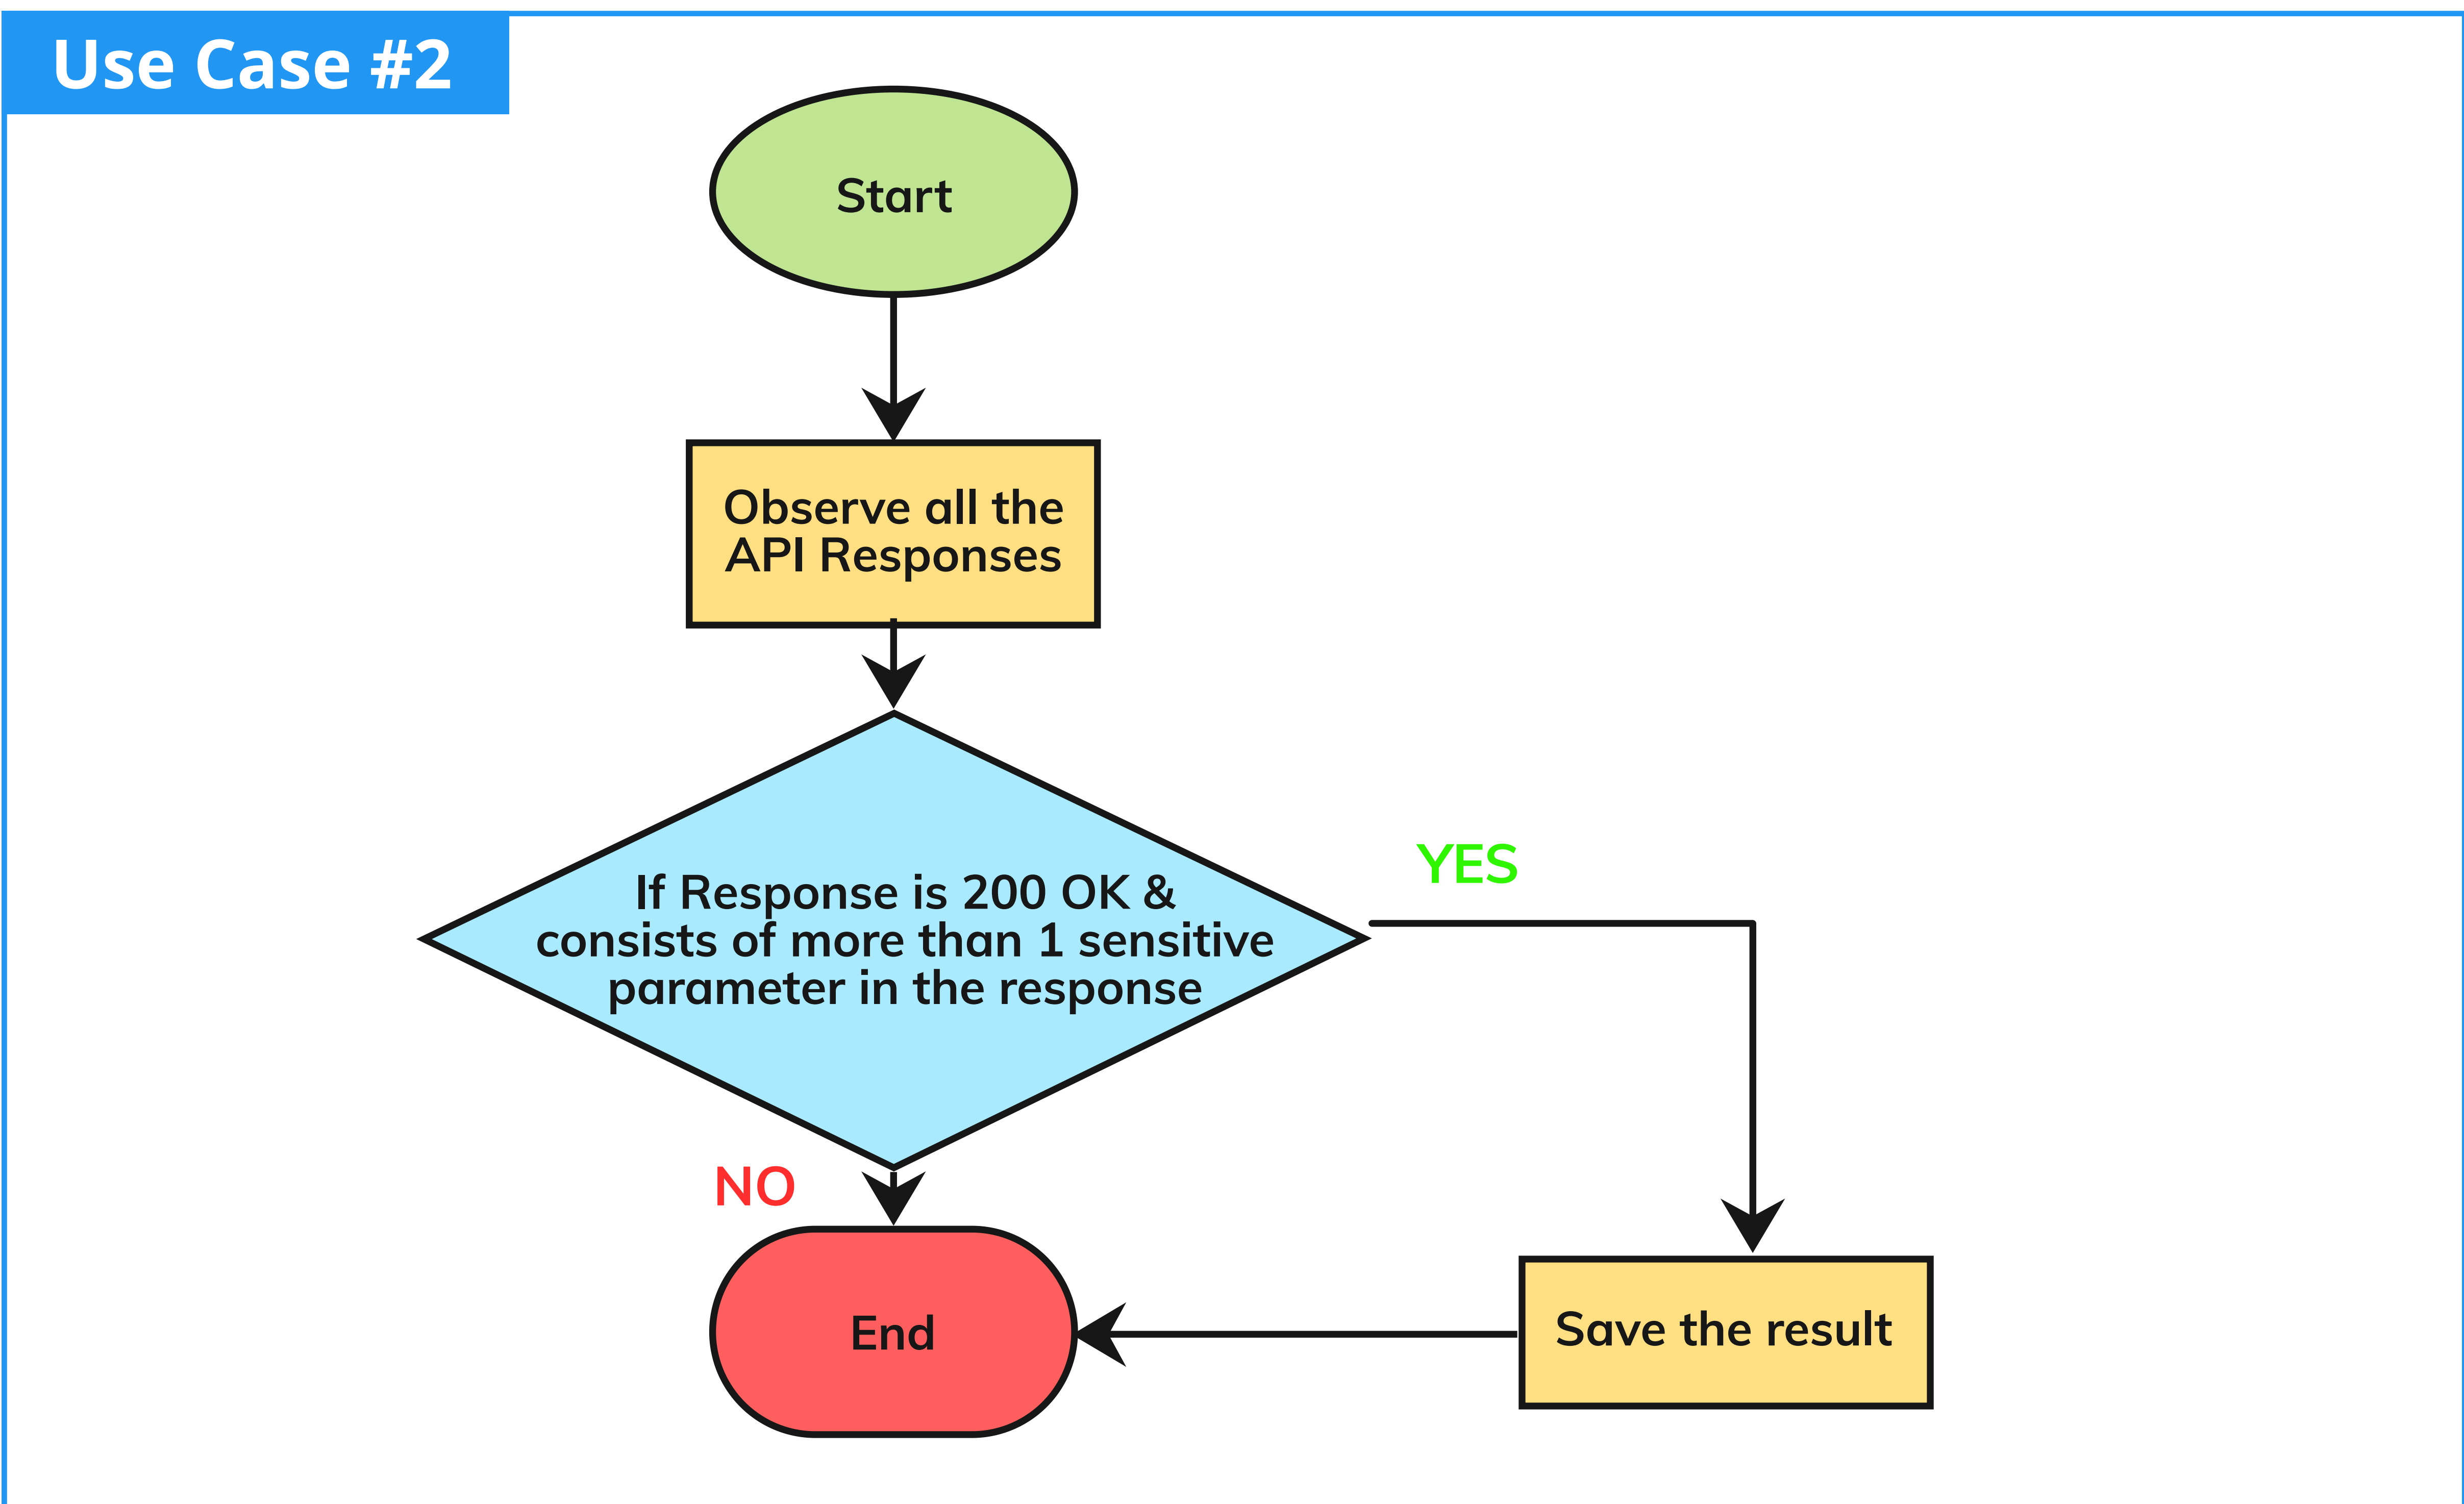 Use Case #2
Start
Observe all the
API Responses
If Response is 200 OK &
consists of more than 1 sensitive
parameter in the response
YES
NO
End
Save the result